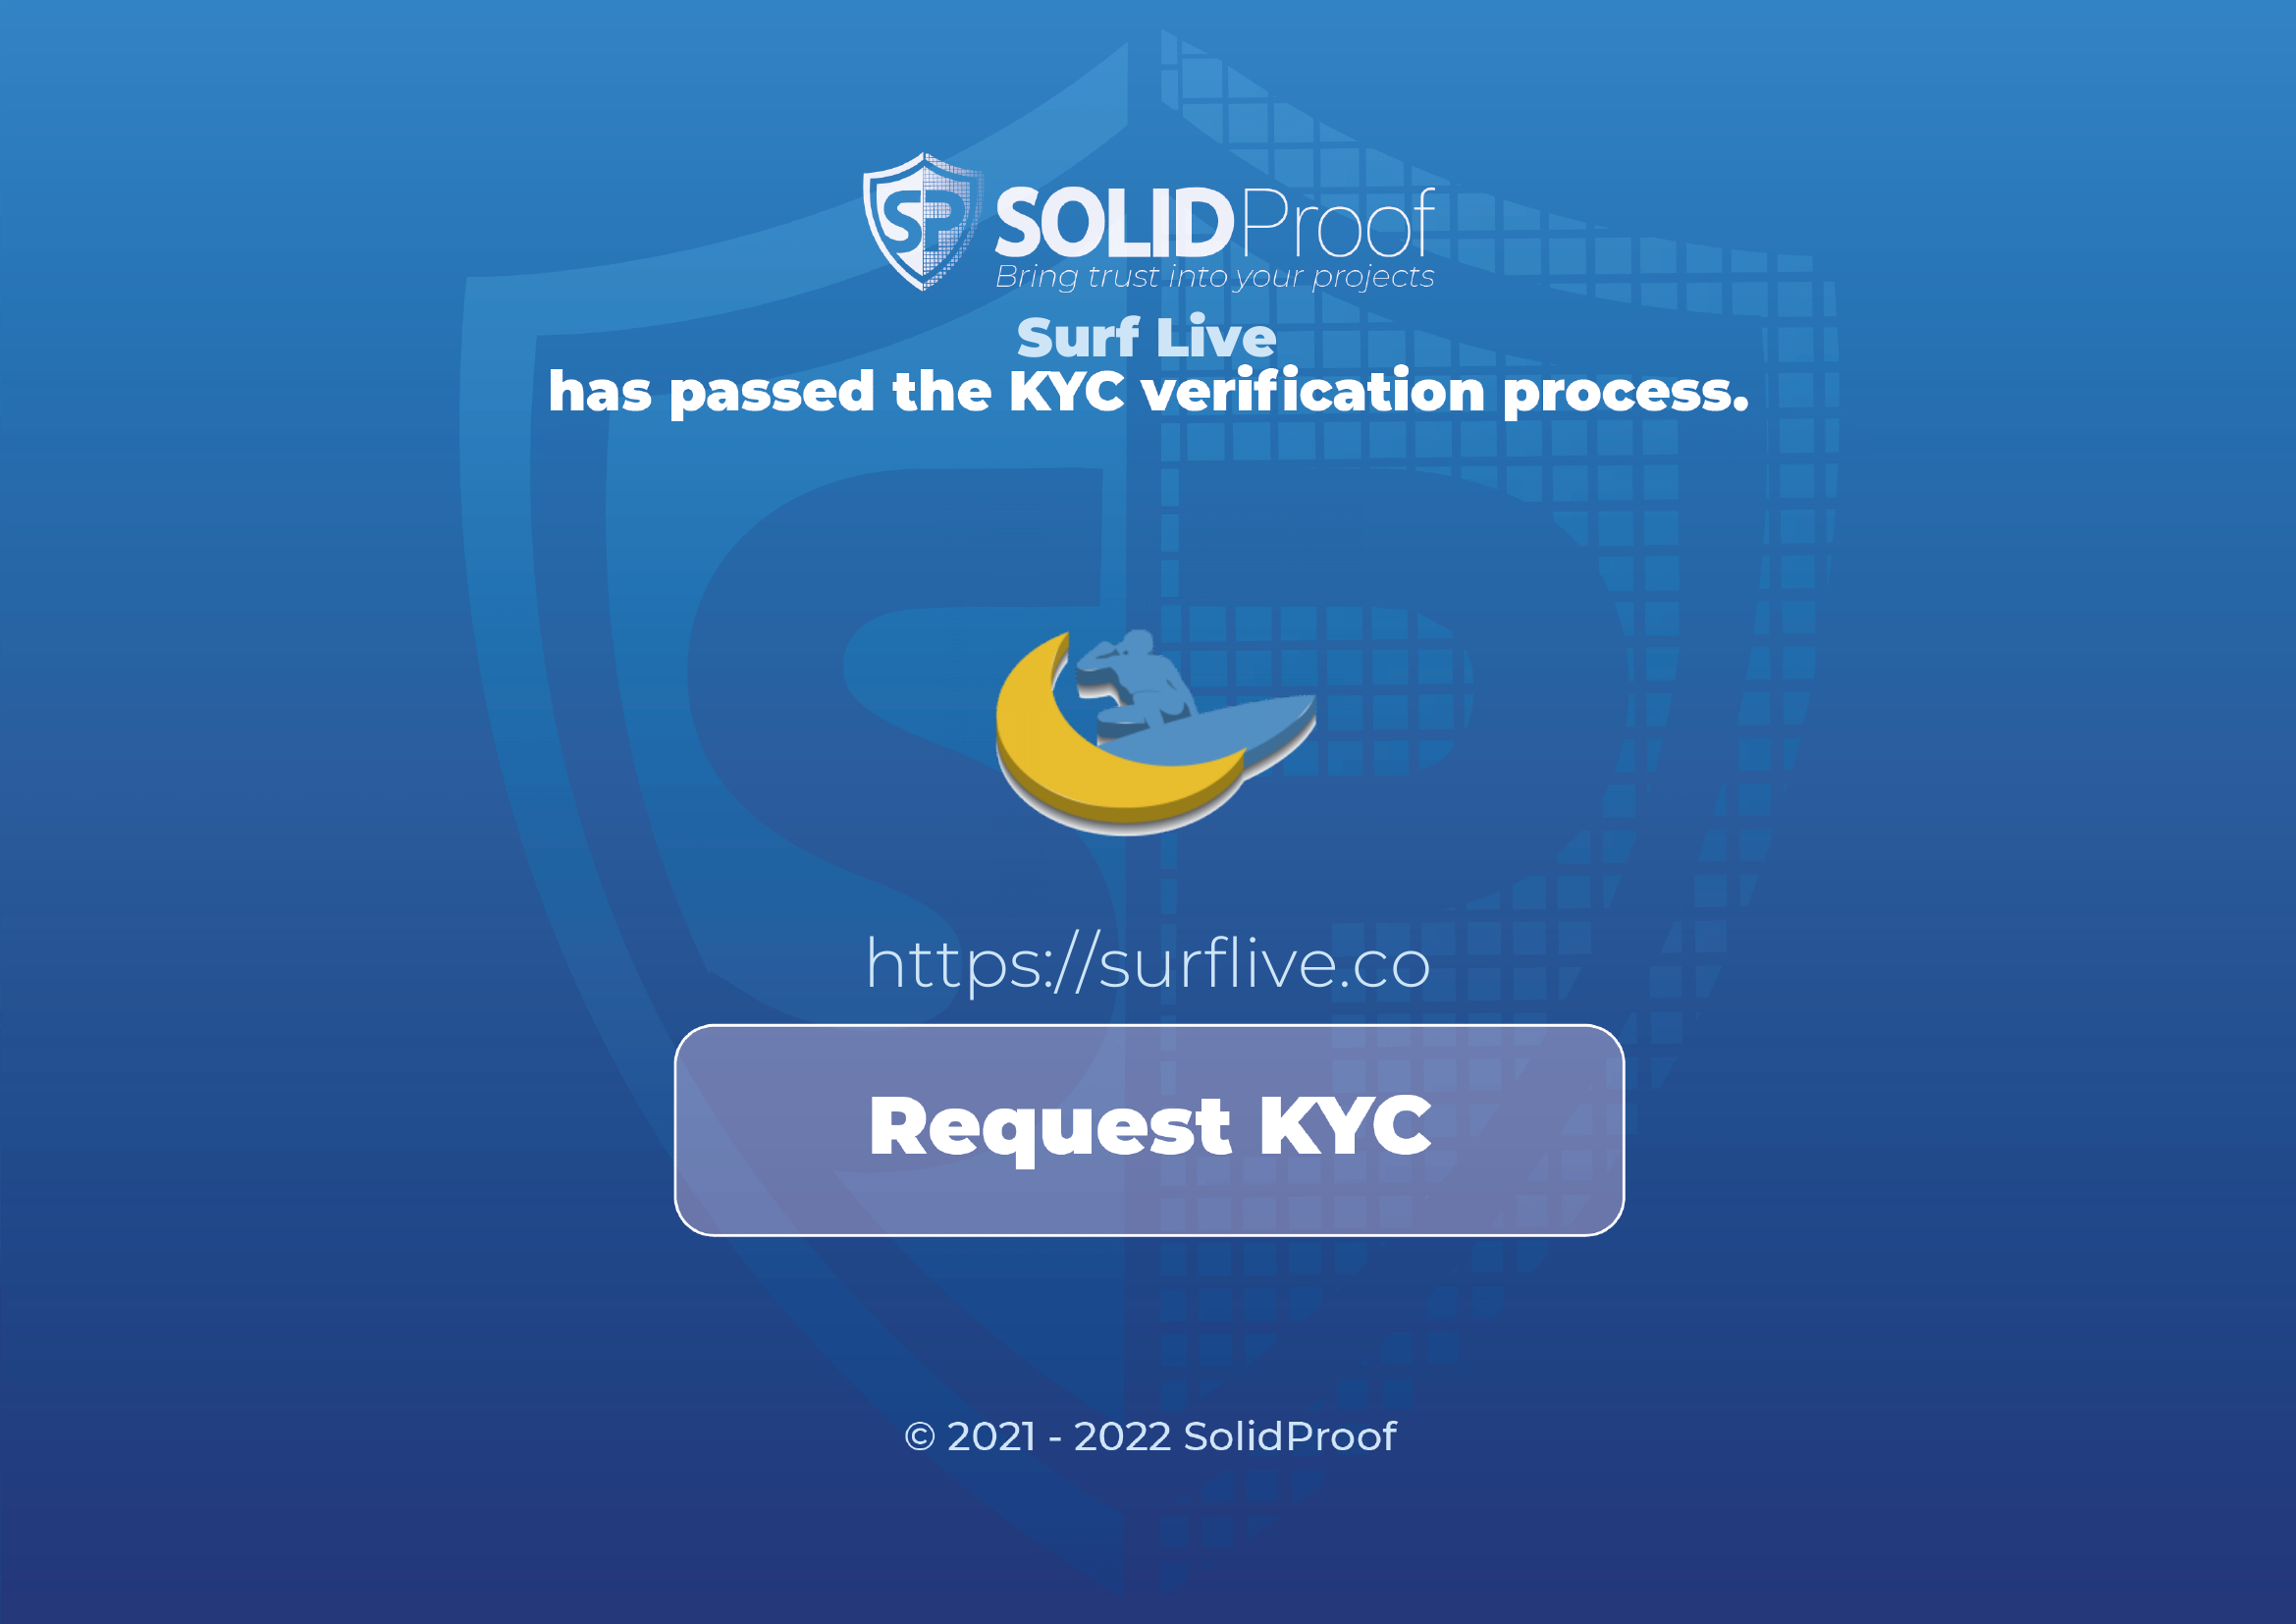 SP SOLIDProof
Bring trust into your projects
Surf Live
has passed the KYC verification process.
https://surflive.co
Request KYC
© 2021 - 2022 SolidProof